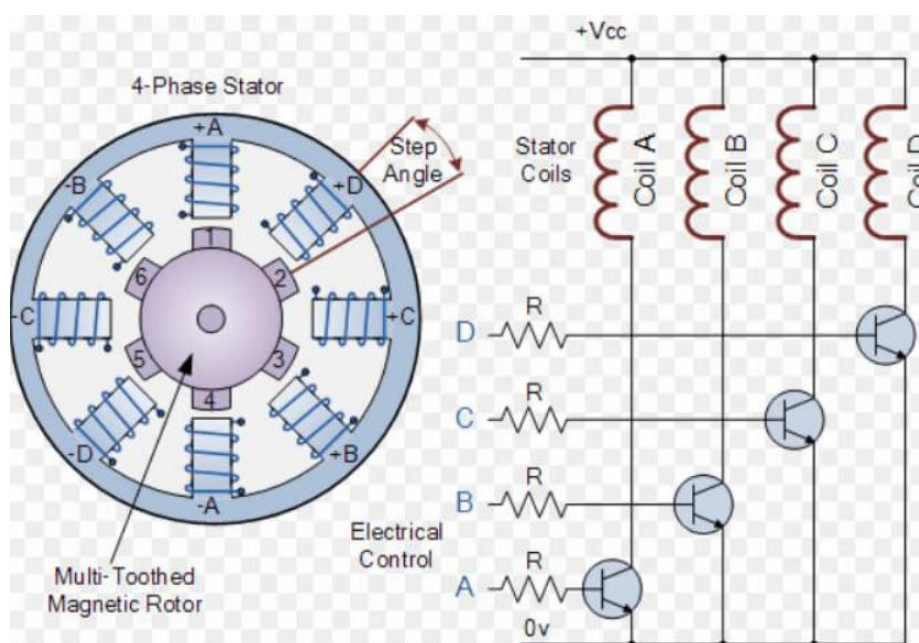 4-Phase Stator
+A
-B
+D
-C
+C
-D
+B
-A
1
2
3
4
5
6
Step
Angle
Multi-Toothed
Magnetic Rotor
+Vcc
Stator
Coils
Coil A
Coil B
Coil C
Coil D
D
R
C
R
B
R
A
R
Electrical
Control
0v